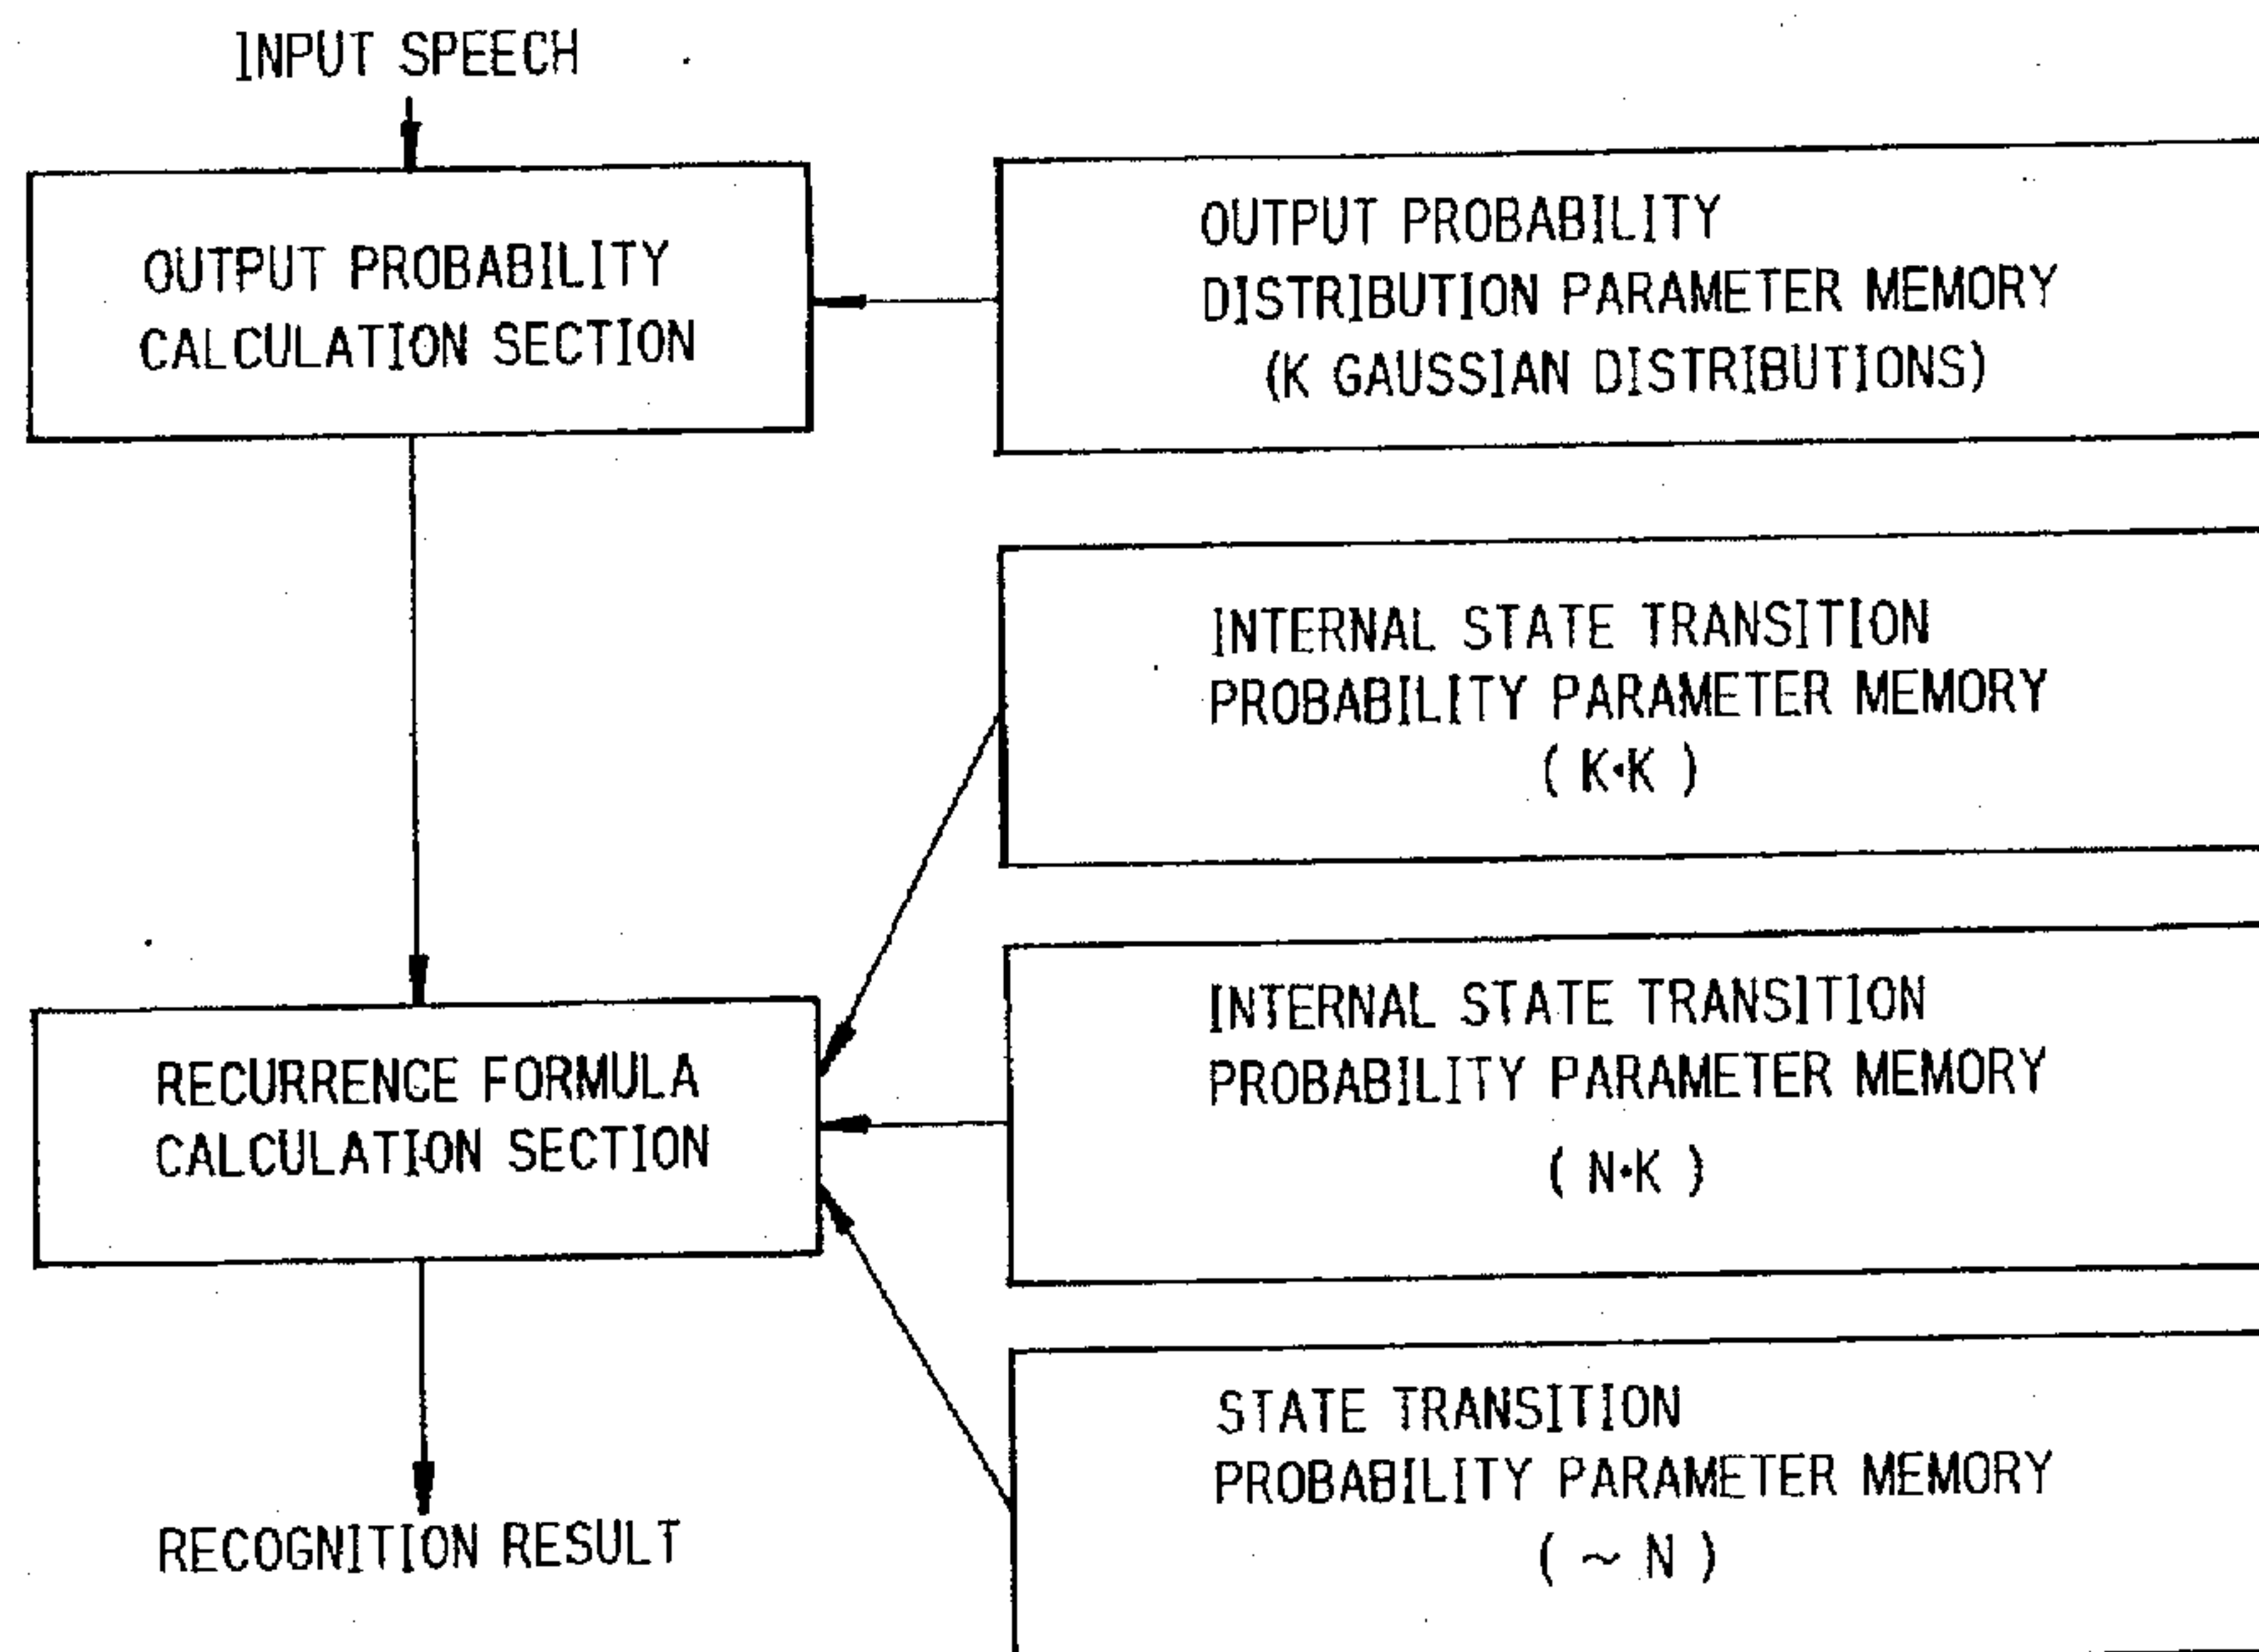 INPUT SPEECH
OUTPUT PROBABILITY
CALCULATION SECTION
OUTPUT PROBABILITY
DISTRIBUTION PARAMETER MEMORY
(K GAUSSIAN DISTRIBUTIONS)
INTERNAL STATE TRANSITION
PROBABILITY PARAMETER MEMORY
( K•K )
RECURRENCE FORMULA
CALCULATION SECTION
INTERNAL STATE TRANSITION
PROBABILITY PARAMETER MEMORY
( N•K )
STATE TRANSITION
PROBABILITY PARAMETER MEMORY
( ~ N )
RECOGNITION RESULT